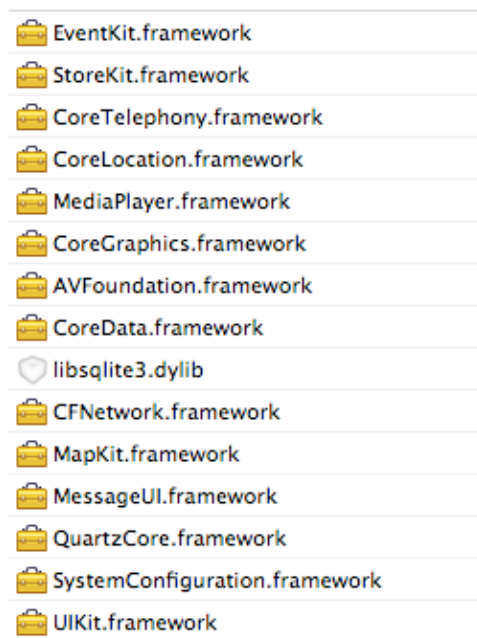 EventKit.framework
StoreKit.framework
CoreTelephony.framework
CoreLocation.framework
MediaPlayer.framework
CoreGraphics.framework
AVFoundation.framework
CoreData.framework
libsqlite3.dylib
CFNetwork.framework
MapKit.framework
MessageUI.framework
QuartzCore.framework
SystemConfiguration.framework
UIKit.framework